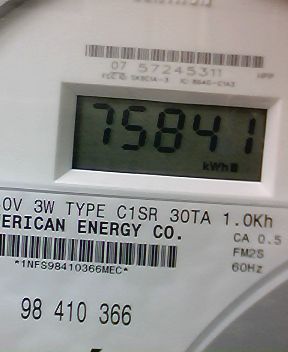 07 57245311
75841
kWh
0V 3W TYPE C1SR 30TA 1.0Kh
ERICAN ENERGY CO. CA 0.5
FM2S
*1NFS98410366MEC* 60Hz
98 410 366